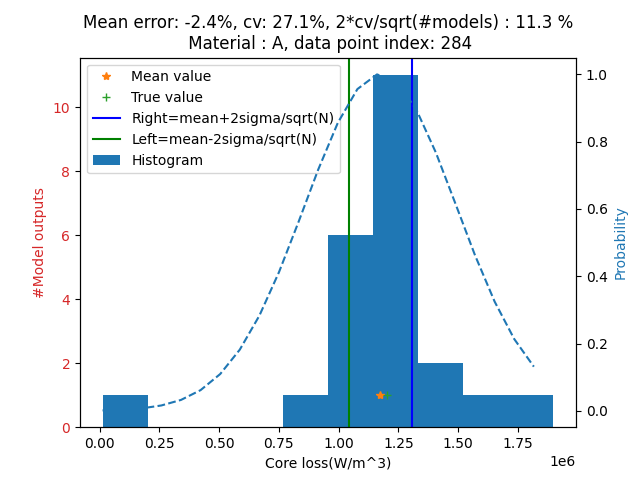 Mean error: -2.4%, cv: 27.1%, 2*cv/sqrt(#models) : 11.3 %
Material : A, data point index: 284
Mean value
True value
Right=mean+2sigma/sqrt(N)
Left=mean-2sigma/sqrt(N)
Histogram
#Model outputs
10
8
6
4
2
0
1.0
0.8
0.6
0.4
0.2
0.0
Probability
0.00 0.25 0.50 0.75 1.00 1.25 1.50 1.75
1e6
Core loss(W/m^3)